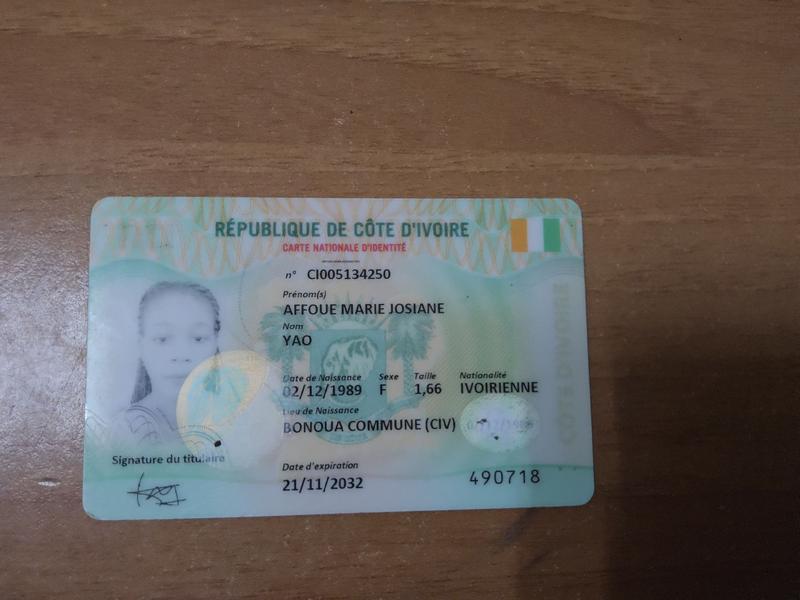 RÉPUBLIQUE DE CÔTE D'IVOIRE
CARTE NATIONALE D'IDENTITÉ
n° CI005134250
Prénom(s)
AFFOUE MARIE JOSIANE
Nom
YAO
Date de Naissance Sexe Taille Nationalité
02/12/1989 F 1,66 IVOIRIENNE
Lieu de Naissance
BONOUA COMMUNE (CIV)
Signature du titulaire
Date d'expiration
21/11/2032
490718